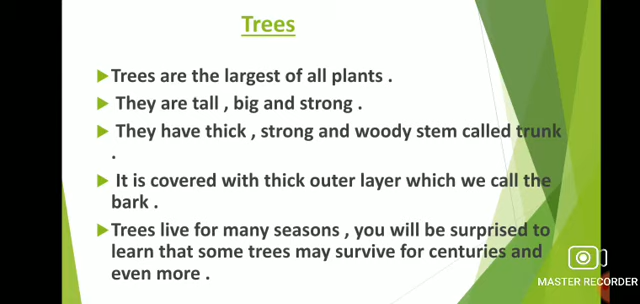 Trees
Trees are the largest of all plants .
They are tall , big and strong .
They have thick , strong and woody stem called trunk
.
It is covered with thick outer layer which we call the
bark .
Trees live for many seasons , you will be surprised to
learn that some trees may survive for centuries and
even more .
MASTER RECORDER